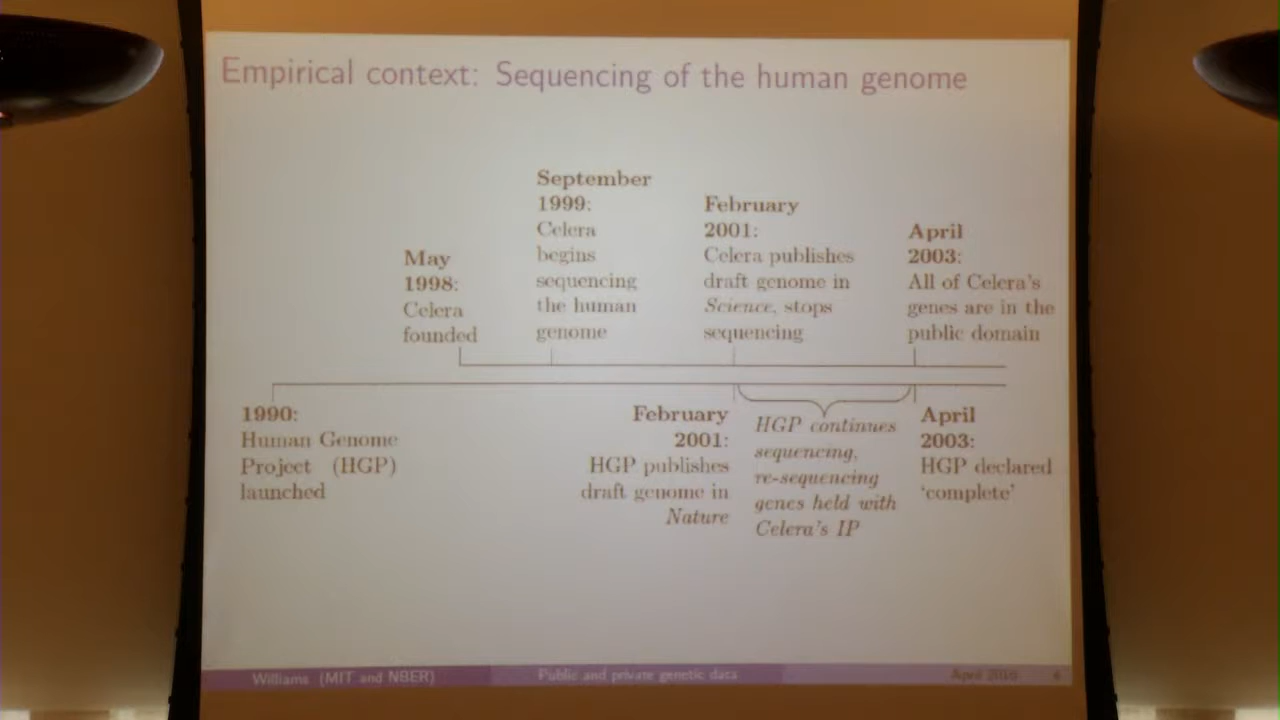 Empirical context: Sequencing of the human genome
May
1998:
Celera
founded
September
1999:
Celera
begins
sequencing
the human
genome
February
2001:
Celera publishes
draft genome in
Science, stops
sequencing
April
2003:
All of Celera's
genes are in the
public domain
1990:
Human Genome
Project (HGP)
launched
February
2001:
HGP publishes
draft genome in
Nature
HGP continues
sequencing,
re-sequencing
genes held with
Celera's IP
April
2003:
HGP declared
'complete'
Williams (MIT and NBER)
Public and private genetic data
April